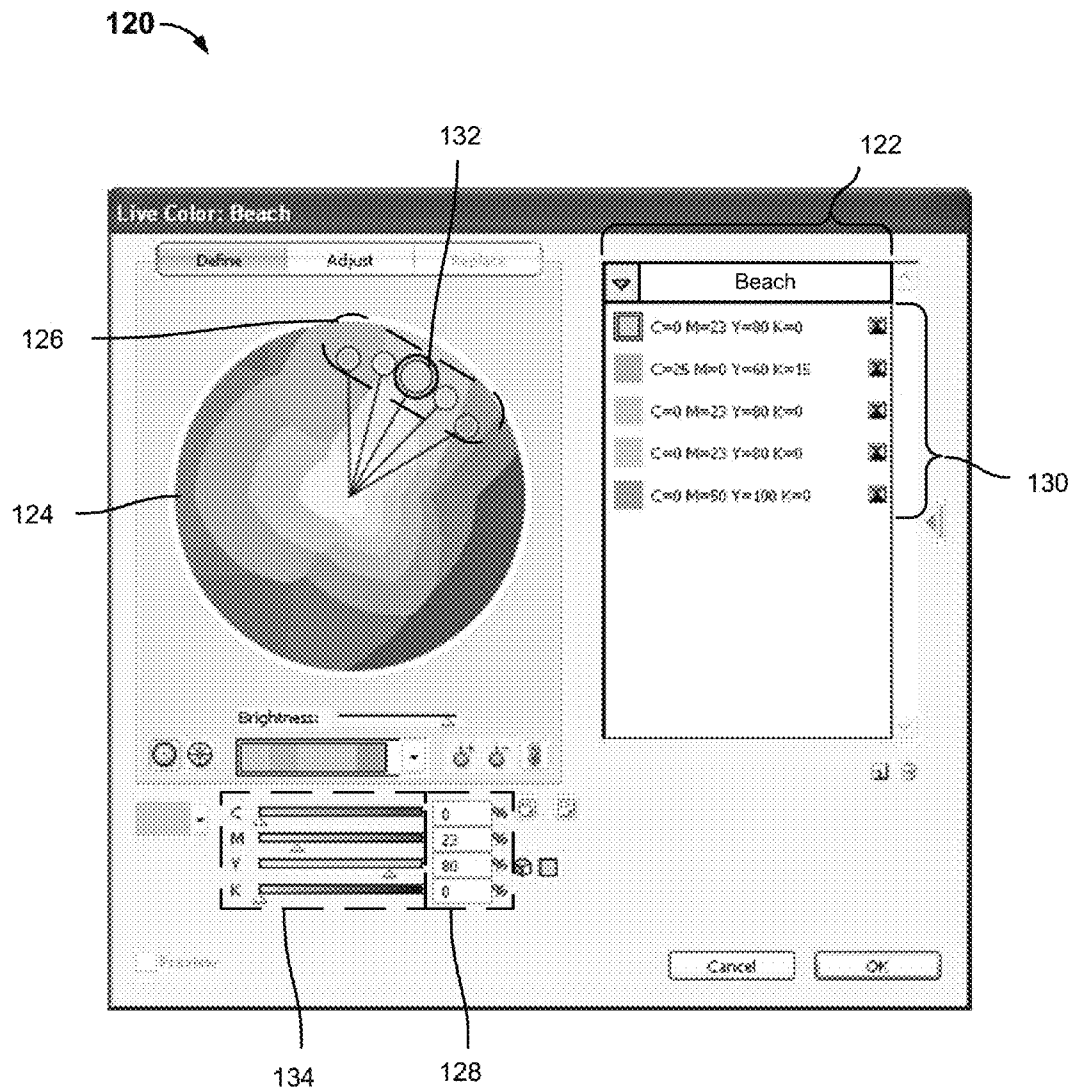 120
132
122
Live Color: Beach
Define Adjust Replace
Beach
126
C=0 M=23 Y=80 K=0
C=25 M=0 Y=60 K=15
C=0 M=23 Y=80 K=0
C=0 M=23 Y=80 K=0
130
C=0 M=50 Y=100 K=0
124
Brightness:
C 0 %
M 23 %
Y 80 %
K 0 %
Preview
Cancel OK
134
128